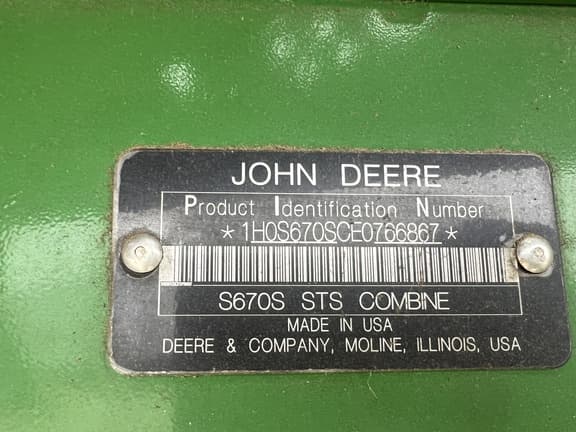 JOHN DEERE
Product Identification Number
*1H0S670SCE0766867*
S670S STS COMBINE
MADE IN USA
DEERE & COMPANY, MOLINE, ILLINOIS, USA